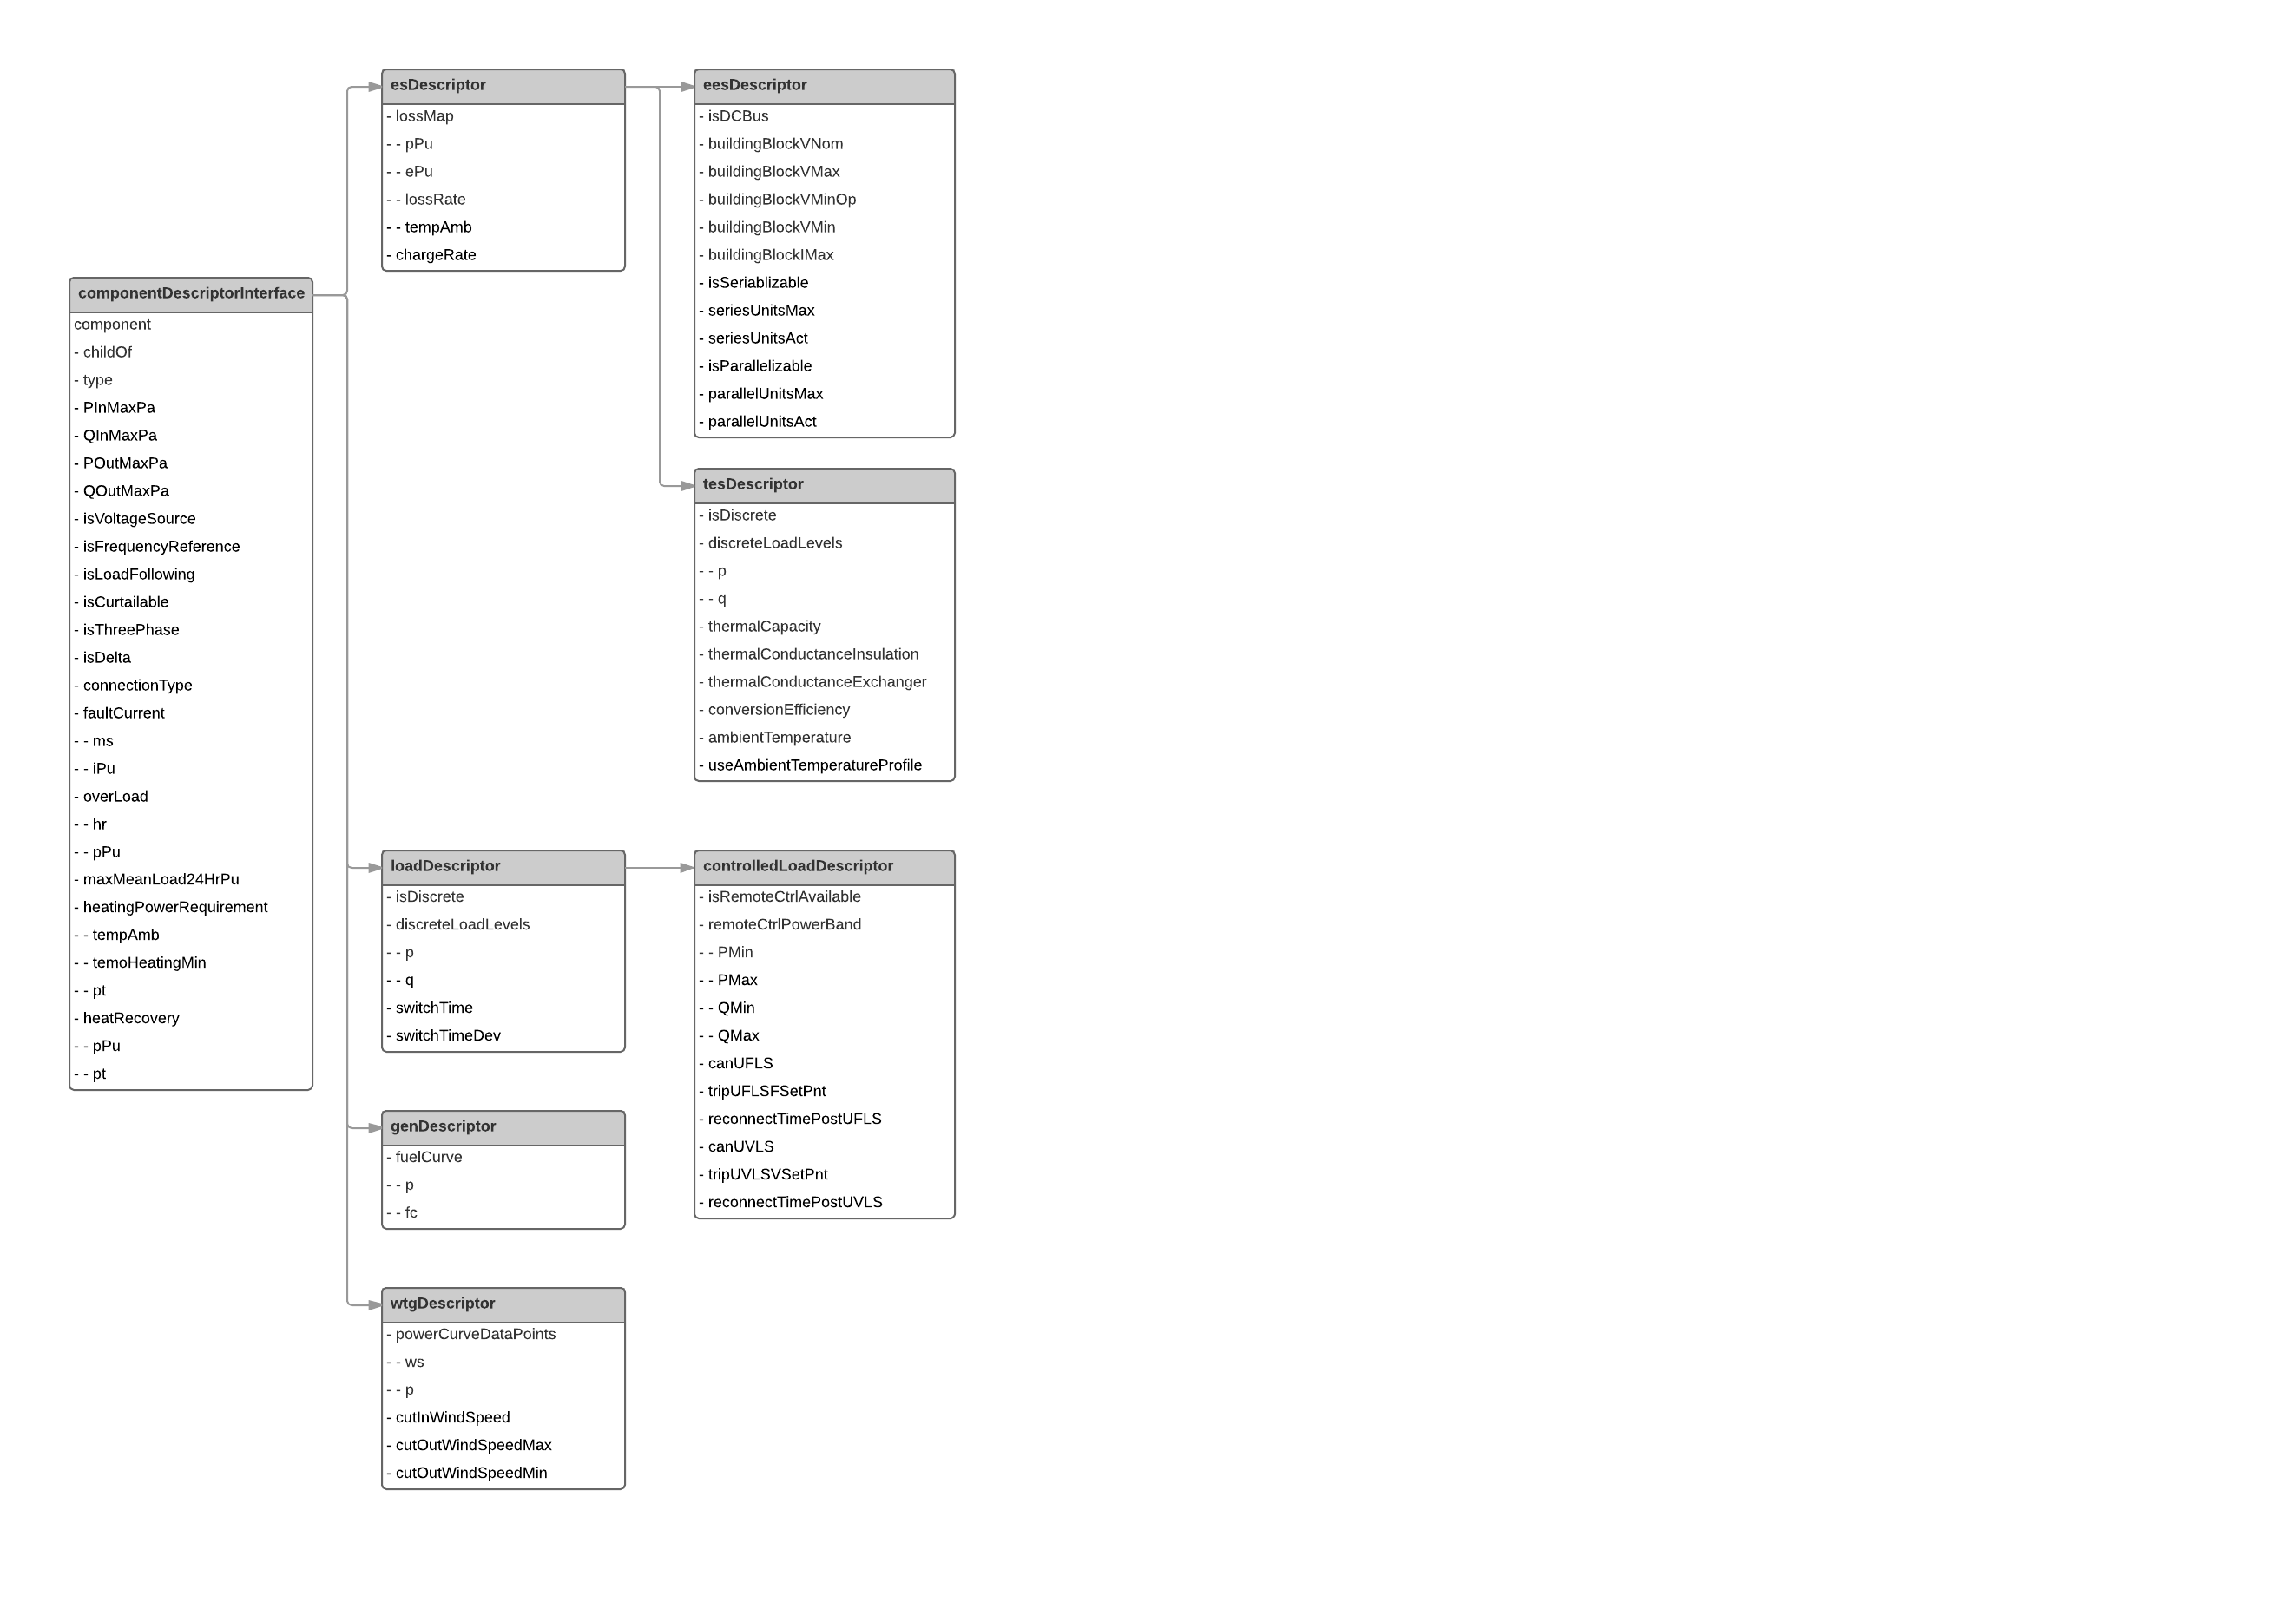 componentDescriptorInterface
component
- childOf
- type
- PInMaxPa
- QInMaxPa
- POutMaxPa
- QOutMaxPa
- isVoltageSource
- isFrequencyReference
- isLoadFollowing
- isCurtailable
- isThreePhase
- isDelta
- connectionType
- faultCurrent
- - ms
- - iPu
- overLoad
- - hr
- - pPu
- maxMeanLoad24HrPu
- heatingPowerRequirement
- - tempAmb
- - temoHeatingMin
- - pt
- heatRecovery
- - pPu
- - pt
esDescriptor
- lossMap
- - pPu
- - ePu
- - lossRate
- - tempAmb
- chargeRate
eesDescriptor
- isDCBus
- buildingBlockVNom
- buildingBlockVMax
- buildingBlockVMinOp
- buildingBlockVMin
- buildingBlockIMax
- isSeriablizable
- seriesUnitsMax
- seriesUnitsAct
- isParallelizable
- parallelUnitsMax
- parallelUnitsAct
tesDescriptor
- isDiscrete
- discreteLoadLevels
- - p
- - q
- thermalCapacity
- thermalConductanceInsulation
- thermalConductanceExchanger
- conversionEfficiency
- ambientTemperature
- useAmbientTemperatureProfile
loadDescriptor
- isDiscrete
- discreteLoadLevels
- - p
- - q
- switchTime
- switchTimeDev
controlledLoadDescriptor
- isRemoteCtrlAvailable
- remoteCtrlPowerBand
- - PMin
- - PMax
- - QMin
- - QMax
- canUFLS
- tripUFLSFSetPnt
- reconnectTimePostUFLS
- canUVLS
- tripUVLSVSetPnt
- reconnectTimePostUVLS
genDescriptor
- fuelCurve
- - p
- - fc
wtgDescriptor
- powerCurveDataPoints
- - ws
- - p
- cutInWindSpeed
- cutOutWindSpeedMax
- cutOutWindSpeedMin